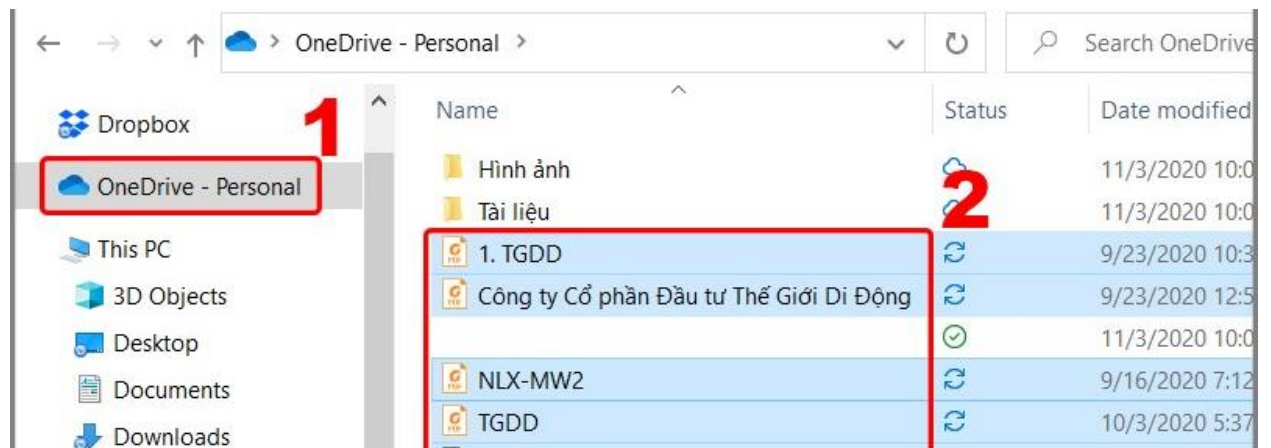 OneDrive - Personal
Search OneDrive
1
Dropbox
OneDrive - Personal
This PC
3D Objects
Desktop
Documents
Downloads
Name Status Date modified
2
Hình ảnh 11/3/2020 10:0
Tài liệu 11/3/2020 10:0
1. TGDD 9/23/2020 10:3
Công ty Cổ phần Đầu tư Thế Giới Di Động 9/23/2020 12:5
11/3/2020 10:0
NLX-MW2 9/16/2020 7:12
TGDD 10/3/2020 5:37